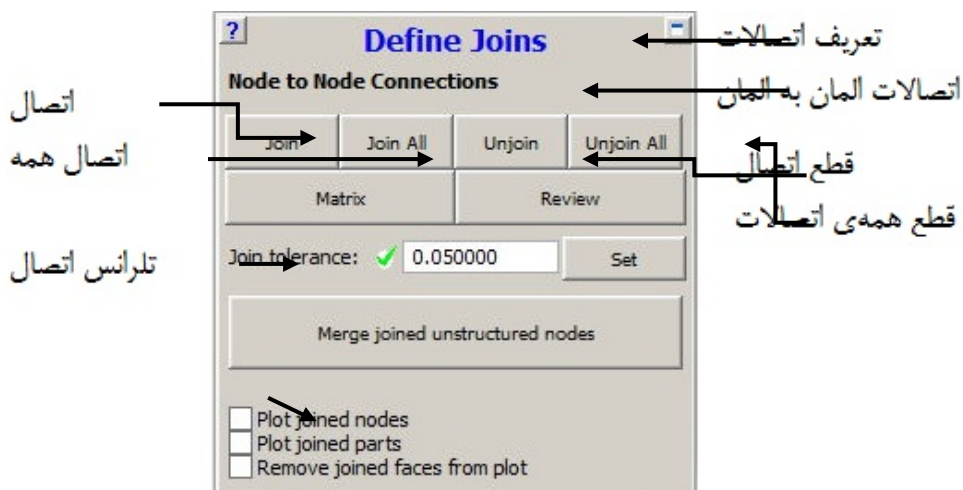 ?
Define Joins
تعریف اتصالات
Node to Node Connections
اتصالات المان به المان
اتصال
Join
Join All
Unjoin
Unjoin All
اتصال همه
قطع اتصال
Matrix
Review
قطع همه‌ی اتصالات
تلرانس اتصال
Join tolerance:
0.050000
Set
Merge joined unstructured nodes
Plot joined nodes
Plot joined parts
Remove joined faces from plot